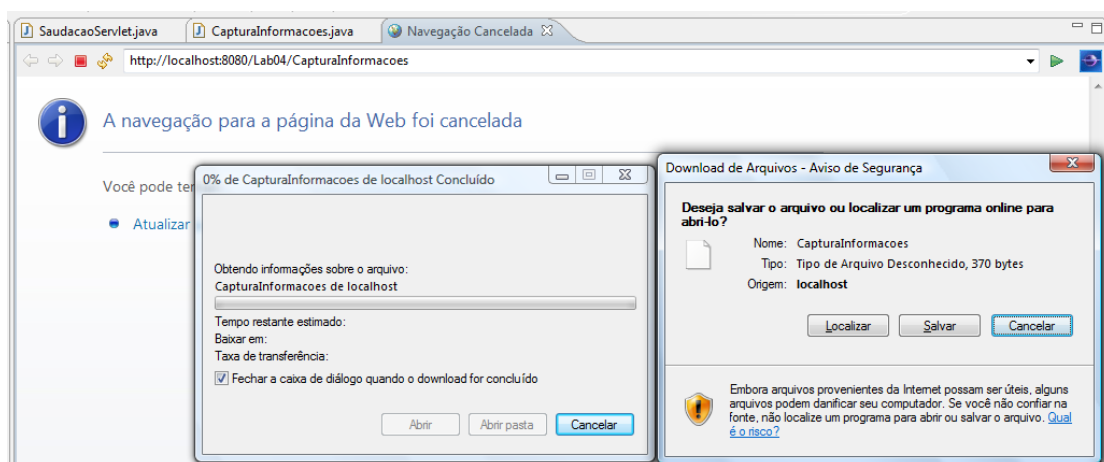 SaudacaoServlet.java
CapturaInformacoes.java
Navegação Cancelada
http://localhost:8080/Lab04/CapturaInformacoes
A navegação para a página da Web foi cancelada
Você pode ter
Atualizar
0% de CapturaInformacoes de localhost Concluído
Obtendo informações sobre o arquivo:
CapturaInformacoes de localhost
Tempo restante estimado:
Baixar em:
Taxa de transferência:
Fechar a caixa de diálogo quando o download for concluído
Abrir
Abrir pasta
Cancelar
Download de Arquivos - Aviso de Segurança
Deseja salvar o arquivo ou localizar um programa online para
abri-lo?
Nome: CapturaInformacoes
Tipo: Tipo de Arquivo Desconhecido, 370 bytes
Origem: localhost
Localizar
Salvar
Cancelar
Embora arquivos provenientes da Internet possam ser úteis, alguns
arquivos podem danificar seu computador. Se você não confiar na
fonte, não localize um programa para abrir ou salvar o arquivo. Qual
é o risco?